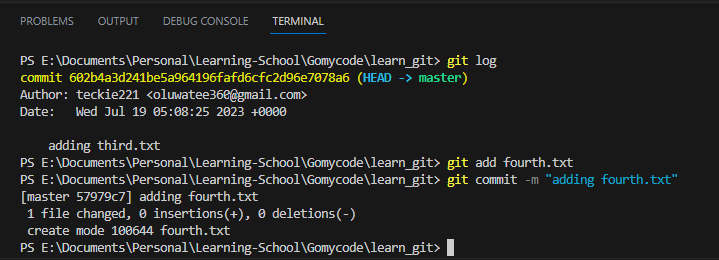 PROBLEMS OUTPUT DEBUG CONSOLE TERMINAL
PS E:\Documents\Personal\Learning-School\Gomycode\learn_git> git log
commit 602b4a3d241be5a964196fafd6cfc2d96e7078a6 (HEAD -> master)
Author: teckie221 <oluwatee360@gmail.com>
Date:   Wed Jul 19 05:08:25 2023 +0000
    adding third.txt
PS E:\Documents\Personal\Learning-School\Gomycode\learn_git> git add fourth.txt
PS E:\Documents\Personal\Learning-School\Gomycode\learn_git> git commit -m "adding fourth.txt"
[master 57979c7] adding fourth.txt
 1 file changed, 0 insertions(+), 0 deletions(-)
 create mode 100644 fourth.txt
PS E:\Documents\Personal\Learning-School\Gomycode\learn_git>